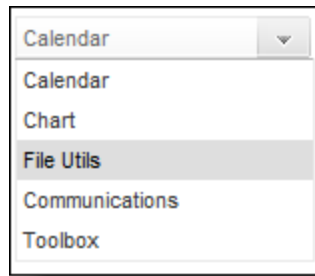 Calendar
Calendar
Chart
File Utils
Communications
Toolbox